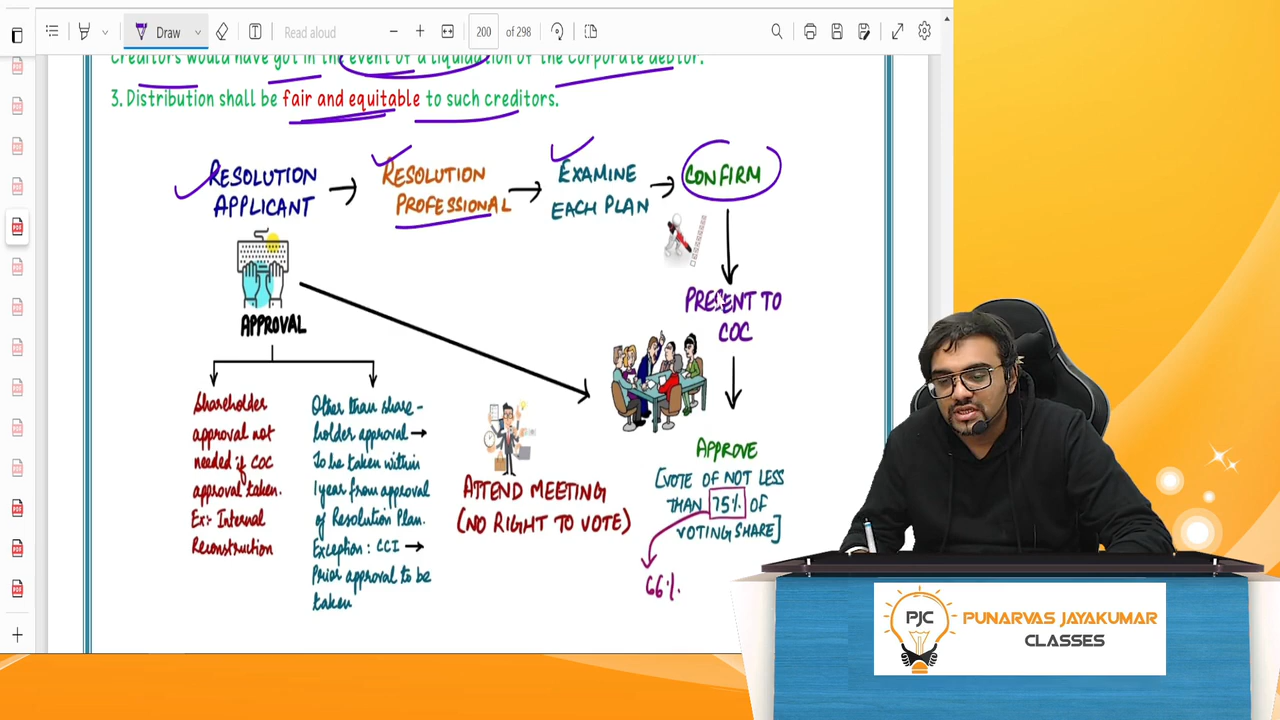 Draw
Read aloud
200 of 298
Creditors would have got in the event of a liquidation of the corporate debtor.
3. Distribution shall be fair and equitable to such creditors.
RESOLUTION APPLICANT
RESOLUTION PROFESSIONAL
EXAMINE EACH PLAN
CONFIRM
PRESENT TO
COC
APPROVAL
Shareholder
approval not
needed if COC
approval taken.
Ex:- Internal
Reconstruction
Other than share-
holder approval →
To be taken within
1 year from approval
of Resolution Plan.
Exception: CCI →
Prior approval to be
taken
ATTEND MEETING
(NO RIGHT TO VOTE)
APPROVE
[VOTE OF NOT LESS
THAN 75% OF
VOTING SHARE]
66%.
PJC
PUNARVAS JAYAKUMAR
CLASSES